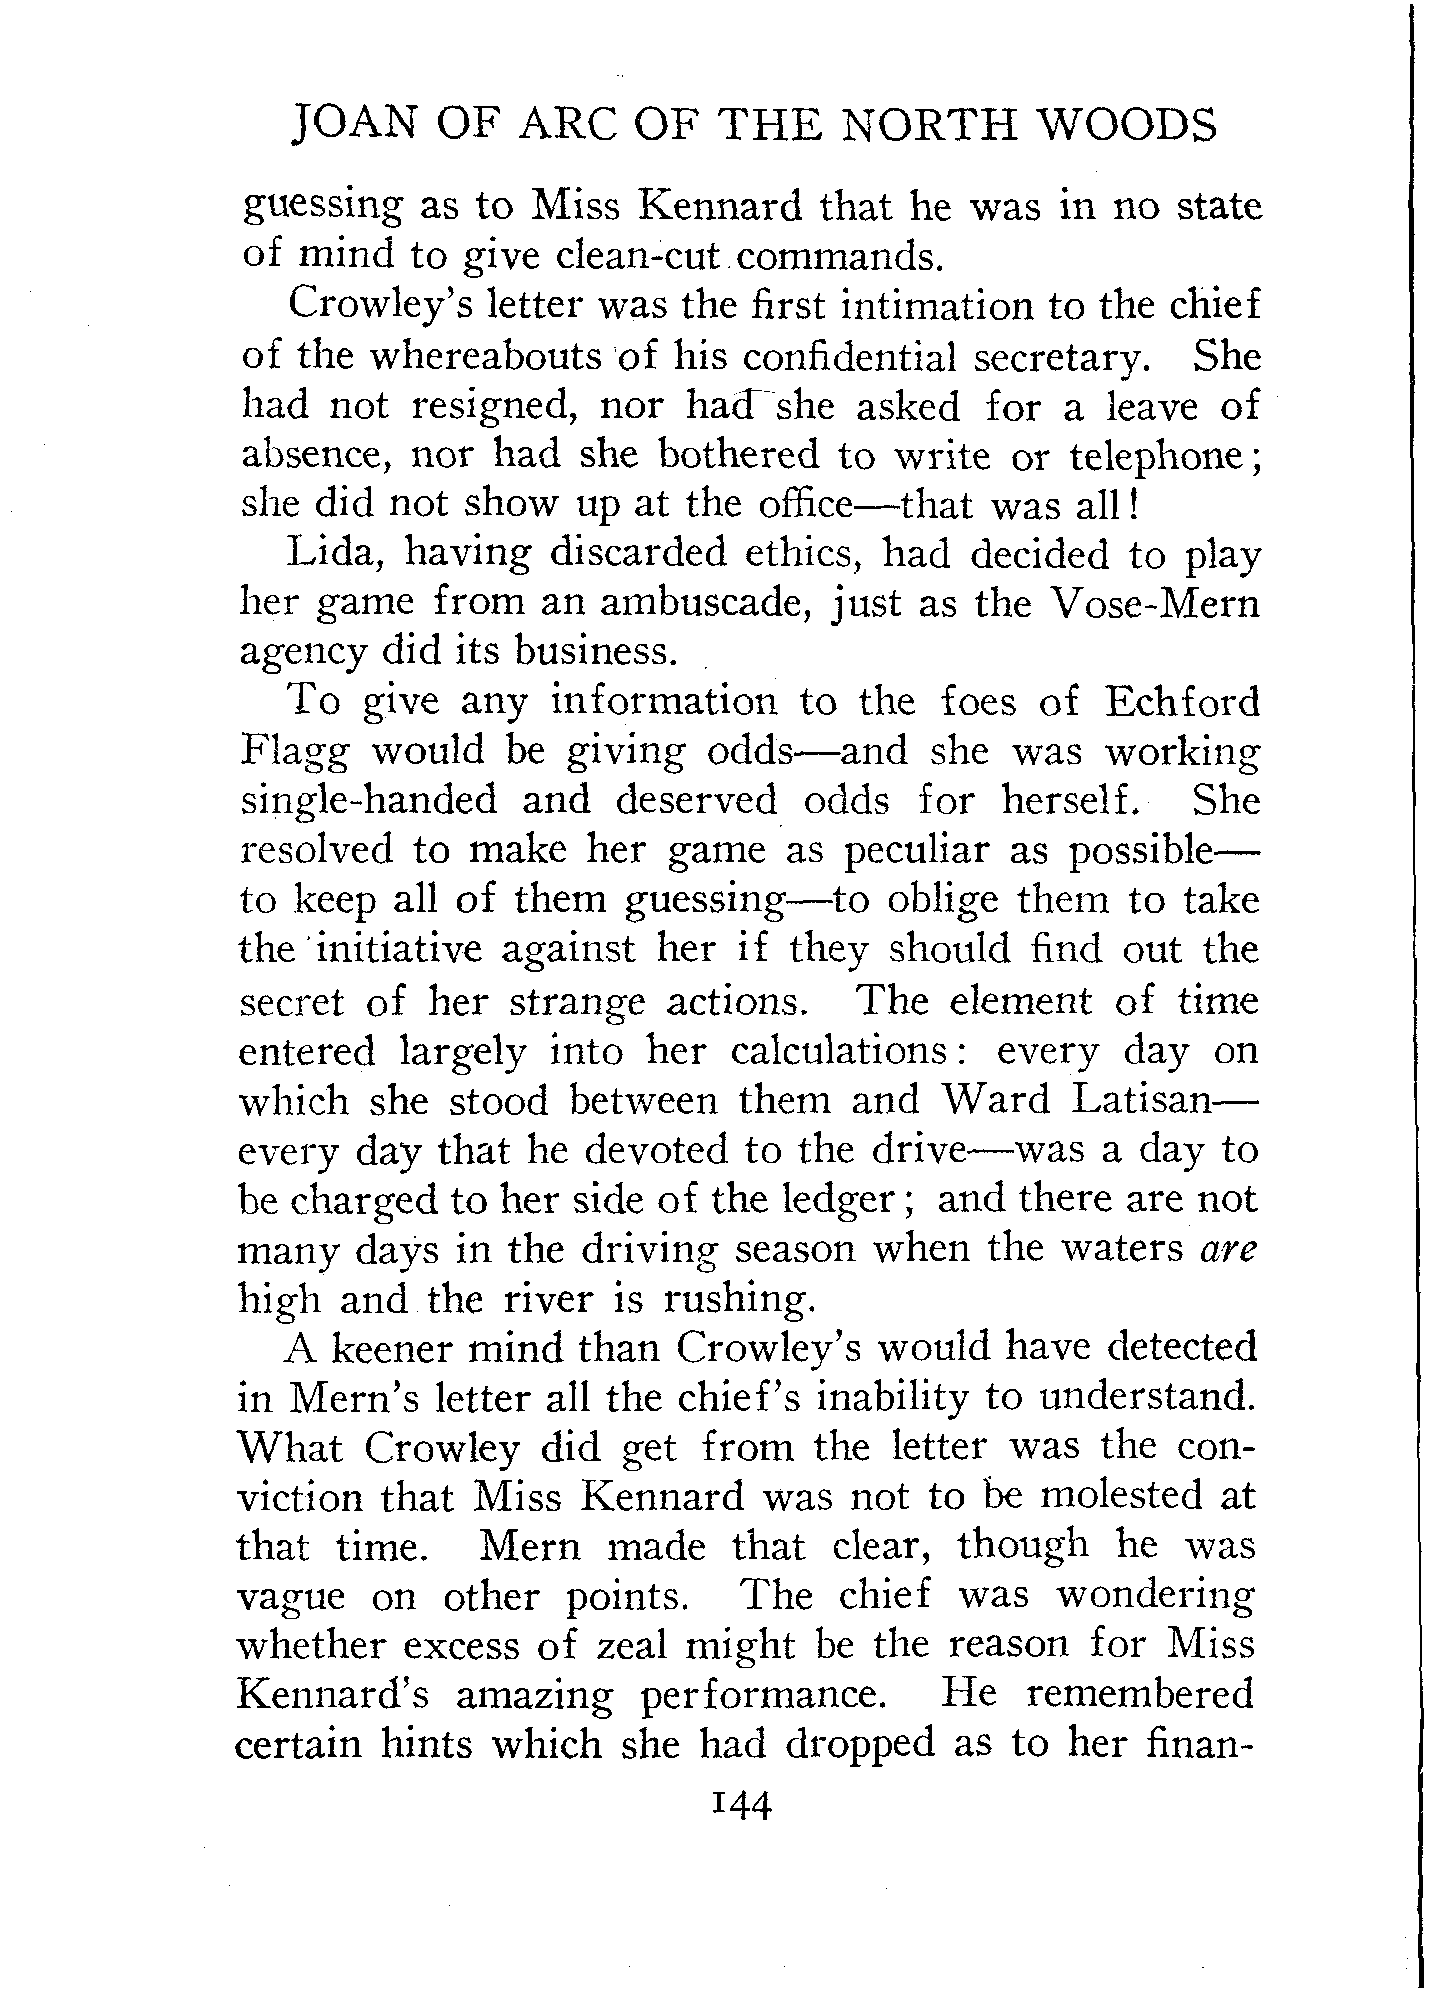 JOAN OF ARC OF THE NORTH WOODS
guessing as to Miss Kennard that he was in no state
of mind to give clean-cut commands.
Crowley's letter was the first intimation to the chief
of the whereabouts of his confidential secretary. She
had not resigned, nor had she asked for a leave of
absence, nor had she bothered to write or telephone;
she did not show up at the office—that was all!
Lida, having discarded ethics, had decided to play
her game from an ambuscade, just as the Vose-Mern
agency did its business.
To give any information to the foes of Echford
Flagg would be giving odds—and she was working
single-handed and deserved odds for herself. She
resolved to make her game as peculiar as possible—
to keep all of them guessing—to oblige them to take
the initiative against her if they should find out the
secret of her strange actions. The element of time
entered largely into her calculations: every day on
which she stood between them and Ward Latisan—
every day that he devoted to the drive—was a day to
be charged to her side of the ledger; and there are not
many days in the driving season when the waters are
high and the river is rushing.
A keener mind than Crowley's would have detected
in Mern's letter all the chief's inability to understand.
What Crowley did get from the letter was the con-
viction that Miss Kennard was not to be molested at
that time. Mern made that clear, though he was
vague on other points. The chief was wondering
whether excess of zeal might be the reason for Miss
Kennard's amazing performance. He remembered
certain hints which she had dropped as to her finan-
144